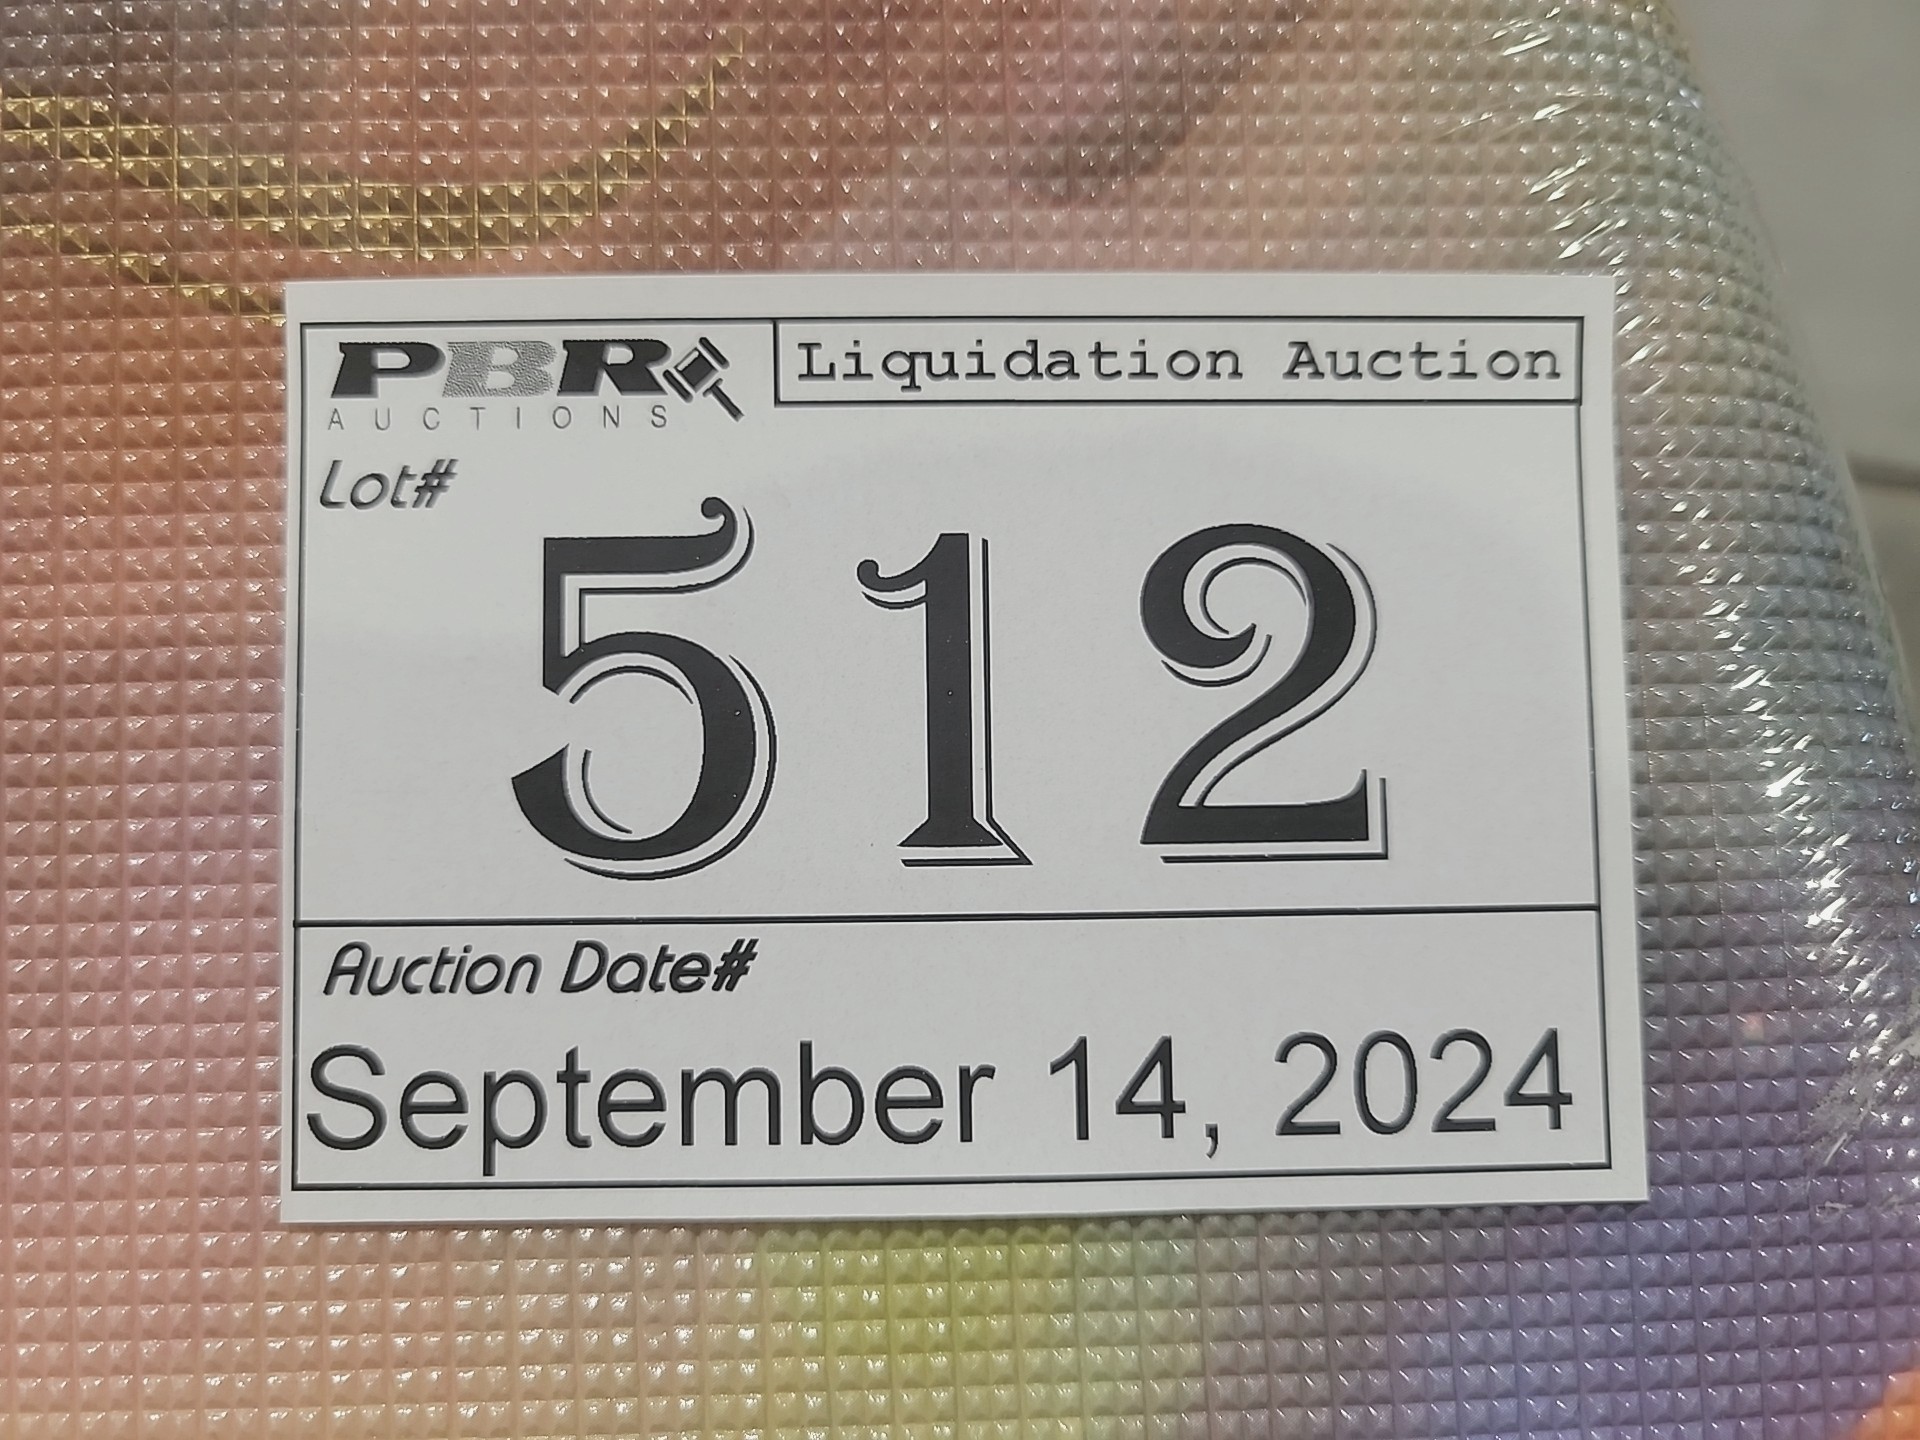 PBR
AUCTIONS
Liquidation Auction
Lot#
512
Auction Date#
September 14, 2024